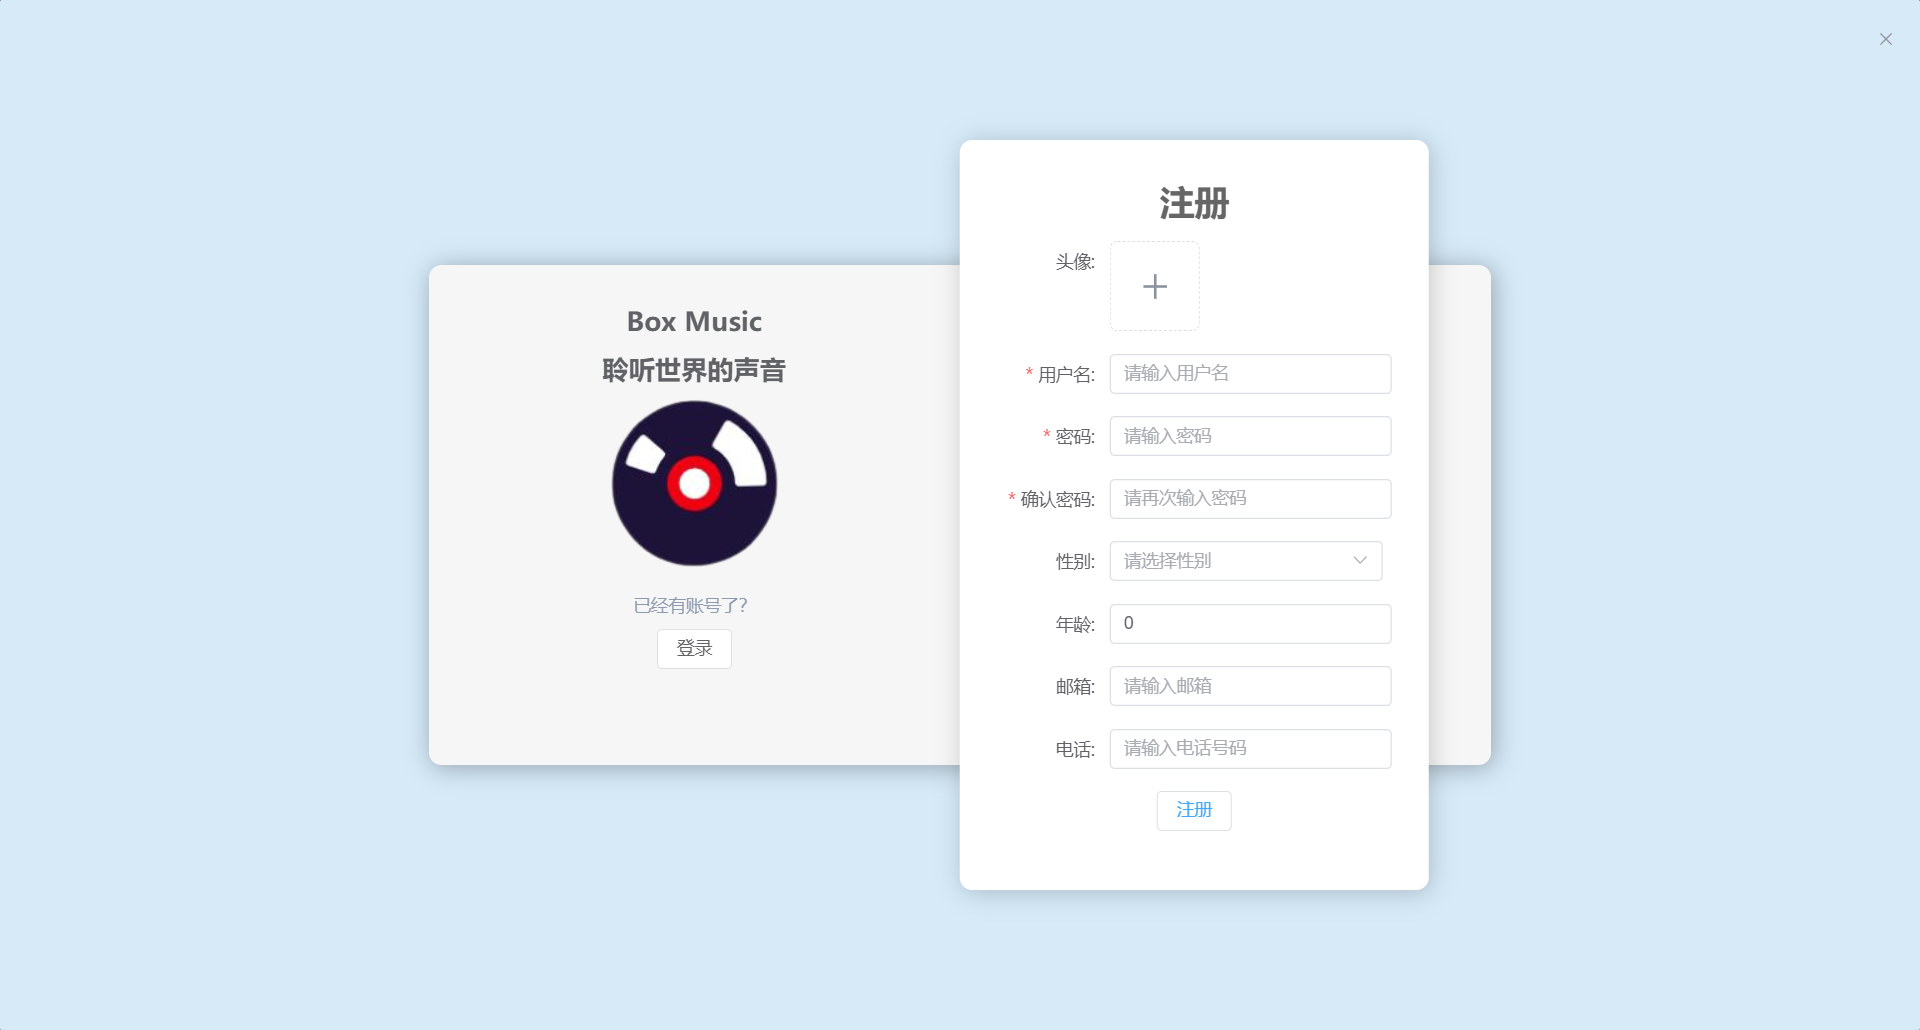 Box Music
聆听世界的声音
已经有账号了?
登录
注册
头像:
* 用户名: 请输入用户名
* 密码: 请输入密码
* 确认密码: 请再次输入密码
性别: 请选择性别
年龄: 0
邮箱: 请输入邮箱
电话: 请输入电话号码
注册